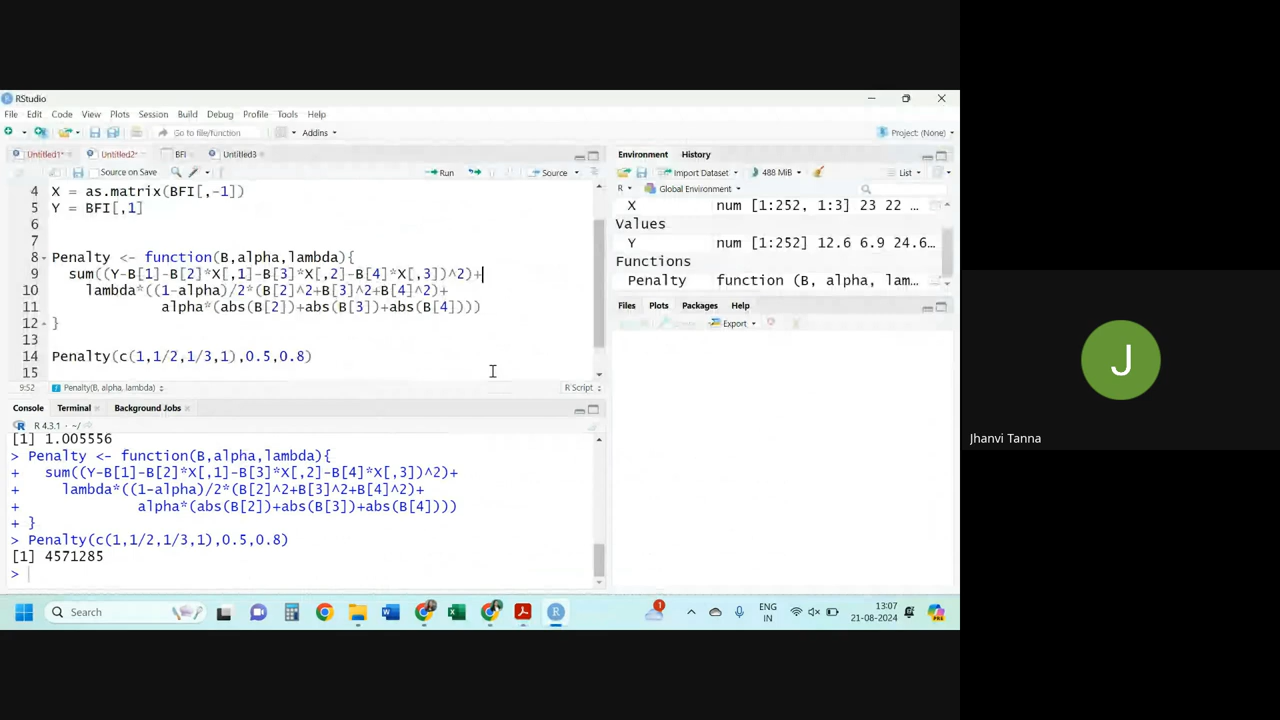 RStudio
File Edit Code View Plots Session Build Debug Profile Tools Help
Go to file/function Addins Project: (None)
Untitled1* Untitled2* BFI Untitled3
Source on Save Run Source
4 X = as.matrix(BFI[,-1])
5 Y = BFI[,1]
6
7
8 Penalty <- function(B,alpha,lambda){
9 sum((Y-B[1]-B[2]*X[,1]-B[3]*X[,2]-B[4]*X[,3])^2)+
10 lambda*((1-alpha)/2*(B[2]^2+B[3]^2+B[4]^2)+
11 alpha*(abs(B[2])+abs(B[3])+abs(B[4])))
12 }
13
14 Penalty(c(1,1/2,1/3,1),0.5,0.8)
15
9:52 Penalty(B, alpha, lambda) R Script
Console Terminal Background Jobs
R 4.3.1 · ~/
[1] 1.005556
> Penalty <- function(B,alpha,lambda){
+ sum((Y-B[1]-B[2]*X[,1]-B[3]*X[,2]-B[4]*X[,3])^2)+
+ lambda*((1-alpha)/2*(B[2]^2+B[3]^2+B[4]^2)+
+ alpha*(abs(B[2])+abs(B[3])+abs(B[4])))
+ }
> Penalty(c(1,1/2,1/3,1),0.5,0.8)
[1] 4571285
>
Environment History
Import Dataset 488 MiB List
R Global Environment
X num [1:252, 1:3] 23 22 ...
Values
Y num [1:252] 12.6 6.9 24.6…
Functions
Penalty function (B, alpha, lam…
Files Plots Packages Help
Export
Search
1
ENG
IN
13:07
21-08-2024
J
Jhanvi Tanna